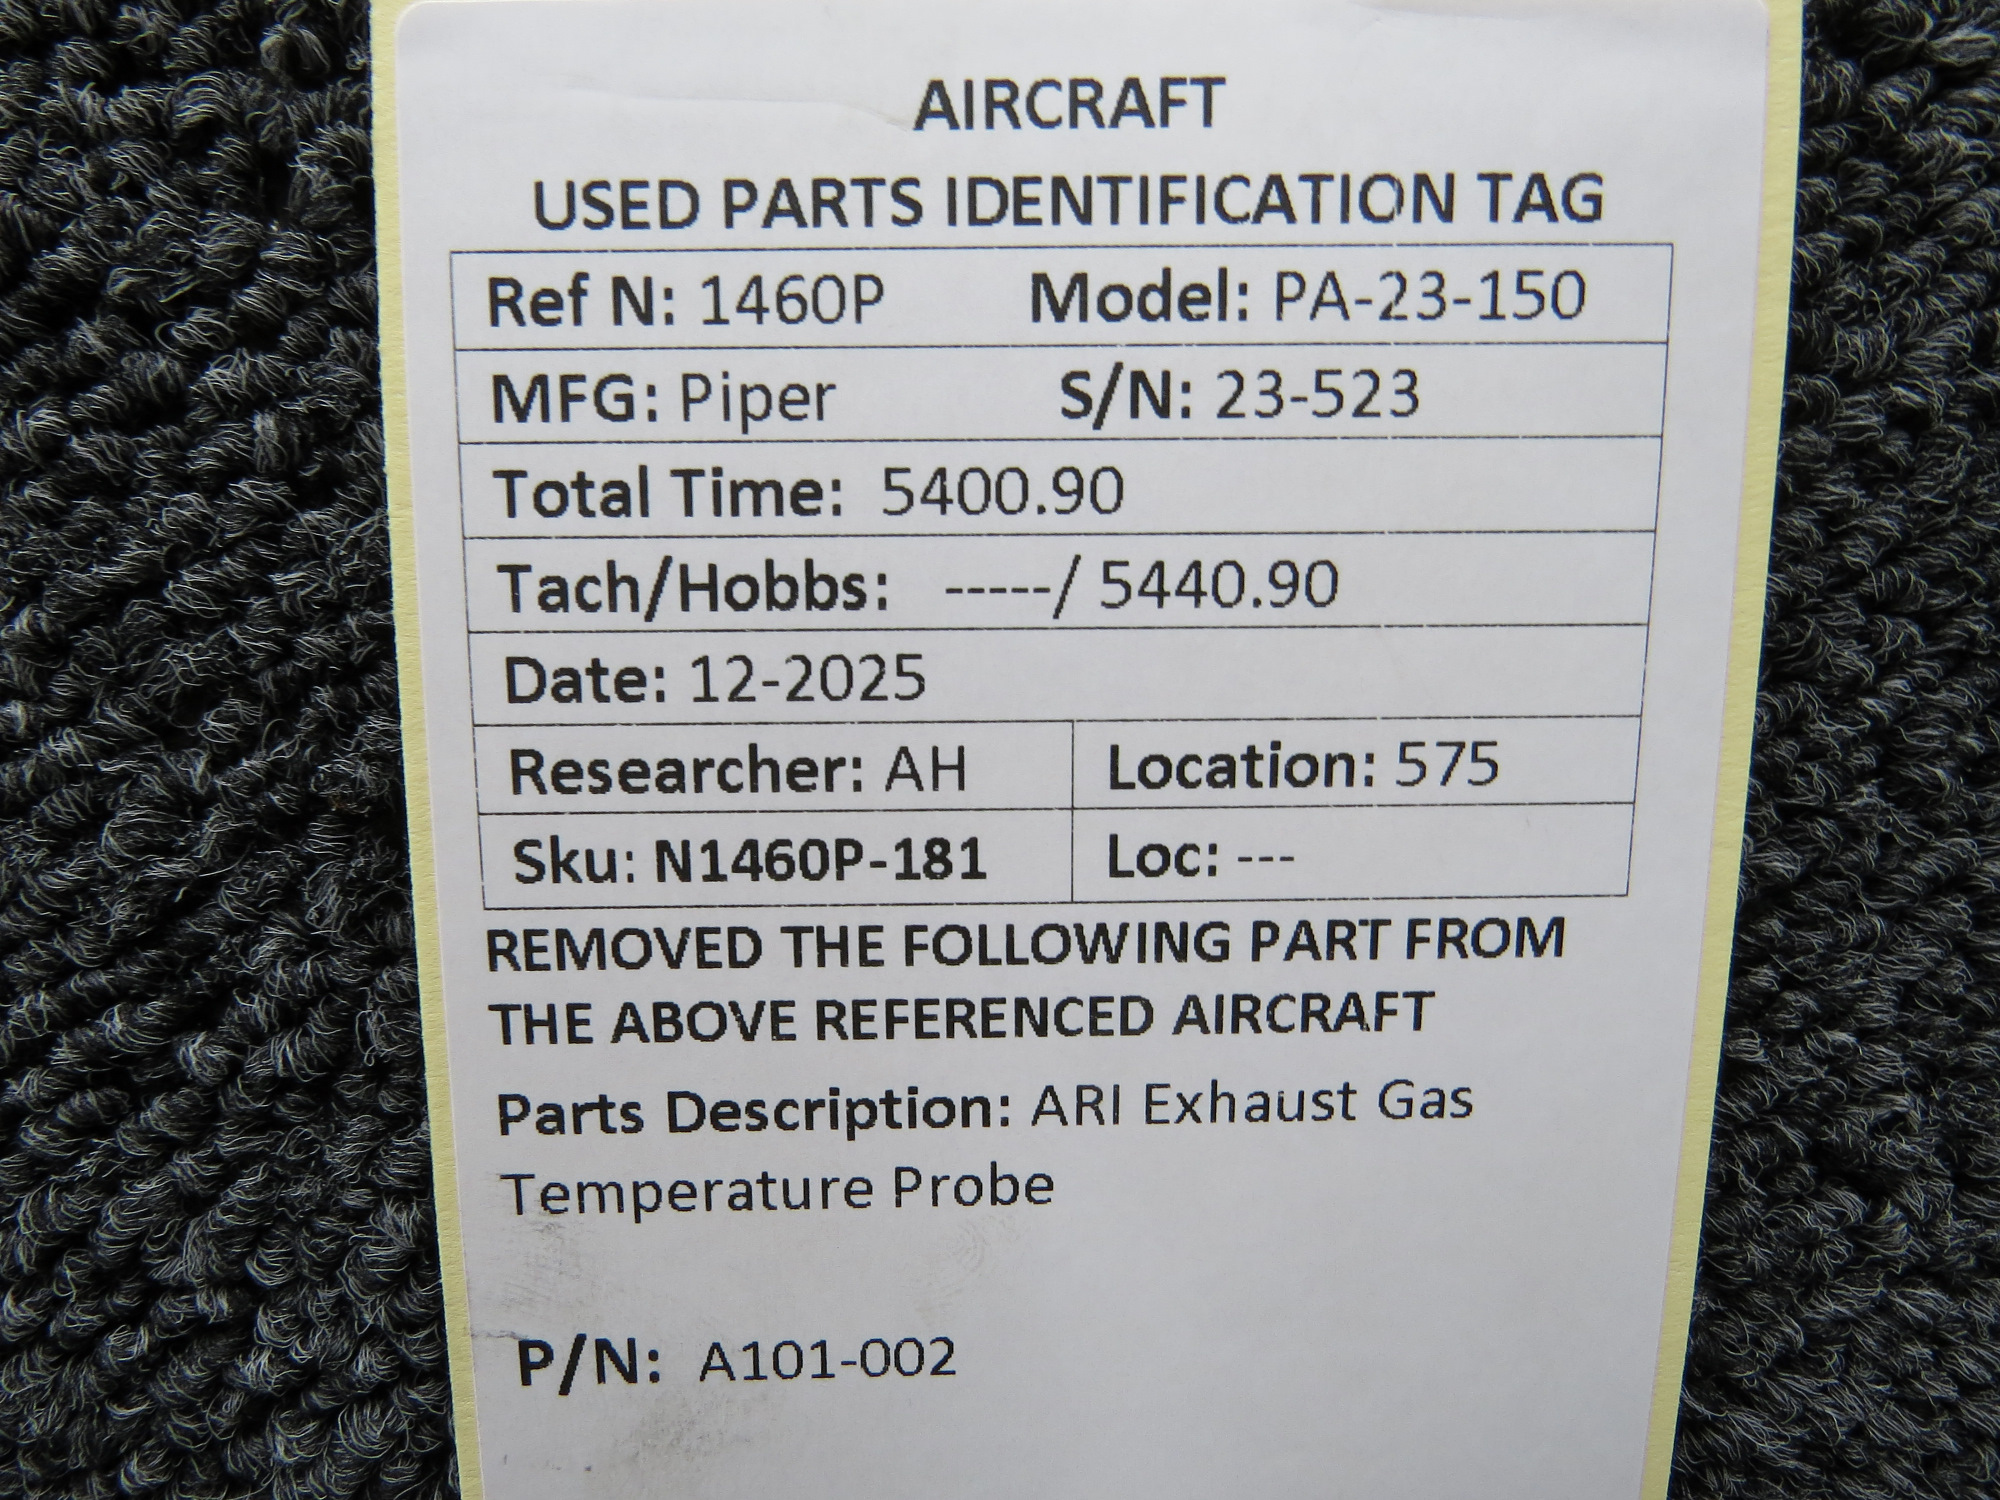 AIRCRAFT
USED PARTS IDENTIFICATION TAG
Ref N: 1460P Model: PA-23-150
MFG: Piper S/N: 23-523
Total Time: 5400.90
Tach/Hobbs: -----/ 5440.90
Date: 12-2025
Researcher: AH Location: 575
Sku: N1460P-181 Loc: ---
REMOVED THE FOLLOWING PART FROM
THE ABOVE REFERENCED AIRCRAFT
Parts Description: ARI Exhaust Gas
Temperature Probe
P/N: A101-002